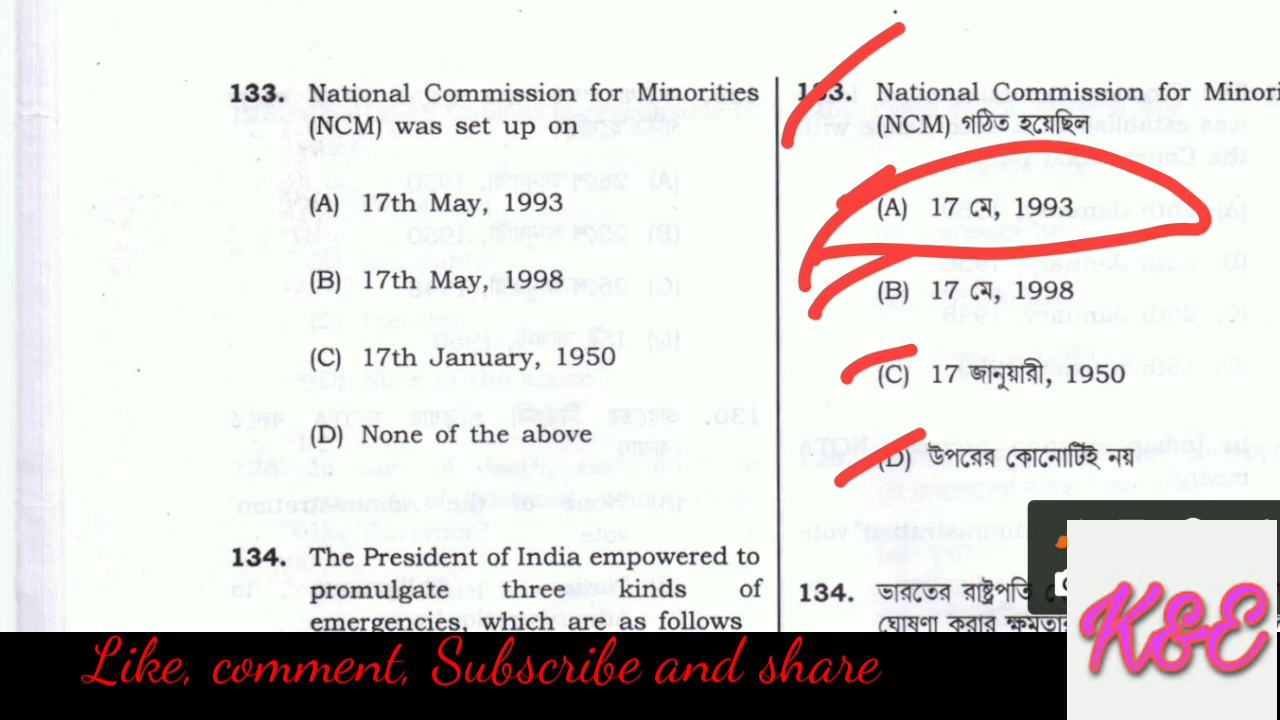 133. National Commission for Minorities
(NCM) was set up on
(A) 17th May, 1993
(B) 17th May, 1998
(C) 17th January, 1950
(D) None of the above
134. The President of India empowered to
promulgate three kinds of
emergencies, which are as follows
133. National Commission for Minori
(NCM) গঠিত হয়েছিল
(A) 17 মে, 1993
(B) 17 মে, 1998
(C) 17 জানুয়ারী, 1950
(D) উপরের কোনোটিই নয়
134. ভারতের রাষ্ট্রপতি
ঘোষণা করার ক্ষমতার
K&E
Like, comment, Subscribe and share